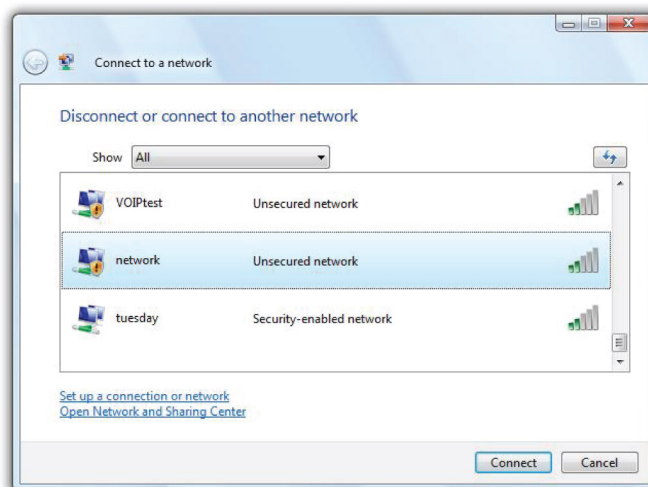 Connect to a network
Disconnect or connect to another network
Show All
VOIPtest Unsecured network
network Unsecured network
tuesday Security-enabled network
Set up a connection or network
Open Network and Sharing Center
Connect Cancel